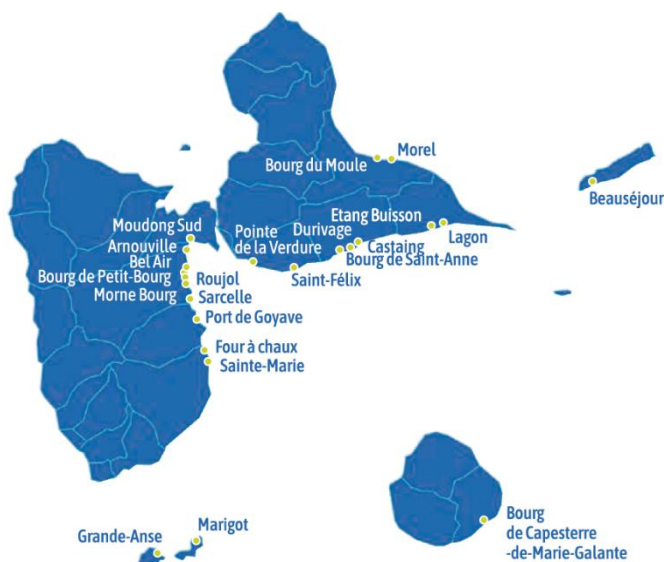 Morel
Bourg du Moule
Beauséjour
Etang Buisson
Moudong Sud
Pointe
de la Verdure
Durivage
Lagon
Arnouville
Castaing
Bel Air
Bourg de Saint-Anne
Bourg de Petit-Bourg
Roujol
Saint-Félix
Morne Bourg
Sarcelle
Port de Goyave
Four à chaux
Sainte-Marie
Grande-Anse
Marigot
Bourg
de Capesterre
-de-Marie-Galante